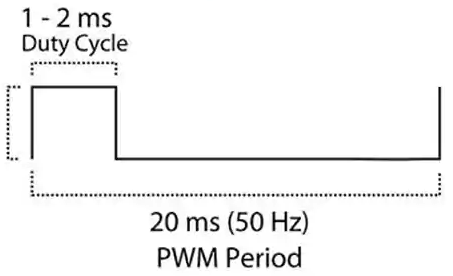 1 - 2 ms
Duty Cycle
20 ms (50 Hz)
PWM Period